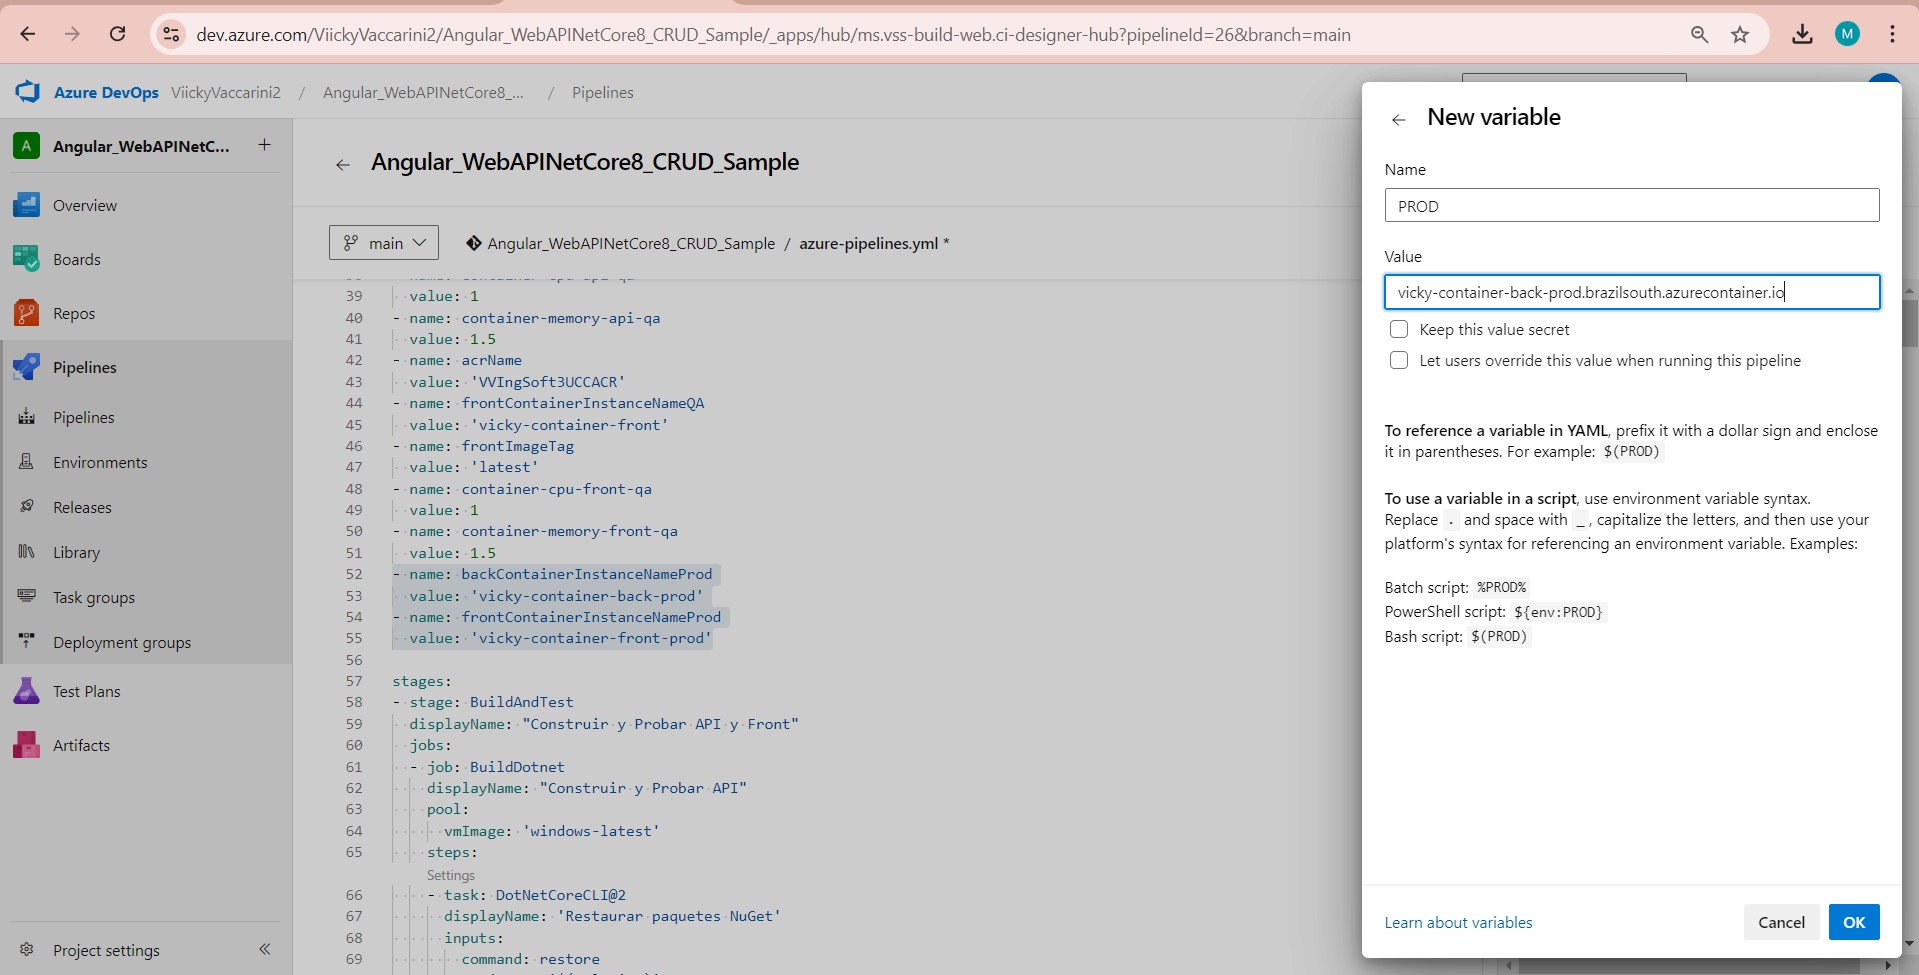 dev.azure.com/ViickyVaccarini2/Angular_WebAPINetCore8_CRUD_Sample/_apps/hub/ms.vss-build-web.ci-designer-hub?pipelineId=26&branch=main
M
Azure DevOps ViickyVaccarini2 / Angular_WebAPINetCore8_... / Pipelines
A Angular_WebAPINetC... +
Overview
Boards
Repos
Pipelines
Pipelines
Environments
Releases
Library
Task groups
Deployment groups
Test Plans
Artifacts
Project settings
Angular_WebAPINetCore8_CRUD_Sample
main Angular_WebAPINetCore8_CRUD_Sample / azure-pipelines.yml *
39 value: 1
40 - name: container-memory-api-qa
41 value: 1.5
42 - name: acrName
43 value: 'VVIngSoft3UCCACR'
44 - name: frontContainerInstanceNameQA
45 value: 'vicky-container-front'
46 - name: frontImageTag
47 value: 'latest'
48 - name: container-cpu-front-qa
49 value: 1
50 - name: container-memory-front-qa
51 value: 1.5
52 - name: backContainerInstanceNameProd
53 value: 'vicky-container-back-prod'
54 - name: frontContainerInstanceNameProd
55 value: 'vicky-container-front-prod'
56
57 stages:
58 - stage: BuildAndTest
59 displayName: "Construir y Probar API y Front"
60 jobs:
61 - job: BuildDotnet
62 displayName: "Construir y Probar API"
63 pool:
64 vmImage: 'windows-latest'
65 steps:
Settings
66 - task: DotNetCoreCLI@2
67 displayName: 'Restaurar paquetes NuGet'
68 inputs:
69 command: restore
New variable
Name
PROD
Value
vicky-container-back-prod.brazilsouth.azurecontainer.io
Keep this value secret
Let users override this value when running this pipeline
To reference a variable in YAML, prefix it with a dollar sign and enclose
it in parentheses. For example: $(PROD)
To use a variable in a script, use environment variable syntax.
Replace . and space with _, capitalize the letters, and then use your
platform's syntax for referencing an environment variable. Examples:
Batch script: %PROD%
PowerShell script: ${env:PROD}
Bash script: $(PROD)
Learn about variables Cancel OK